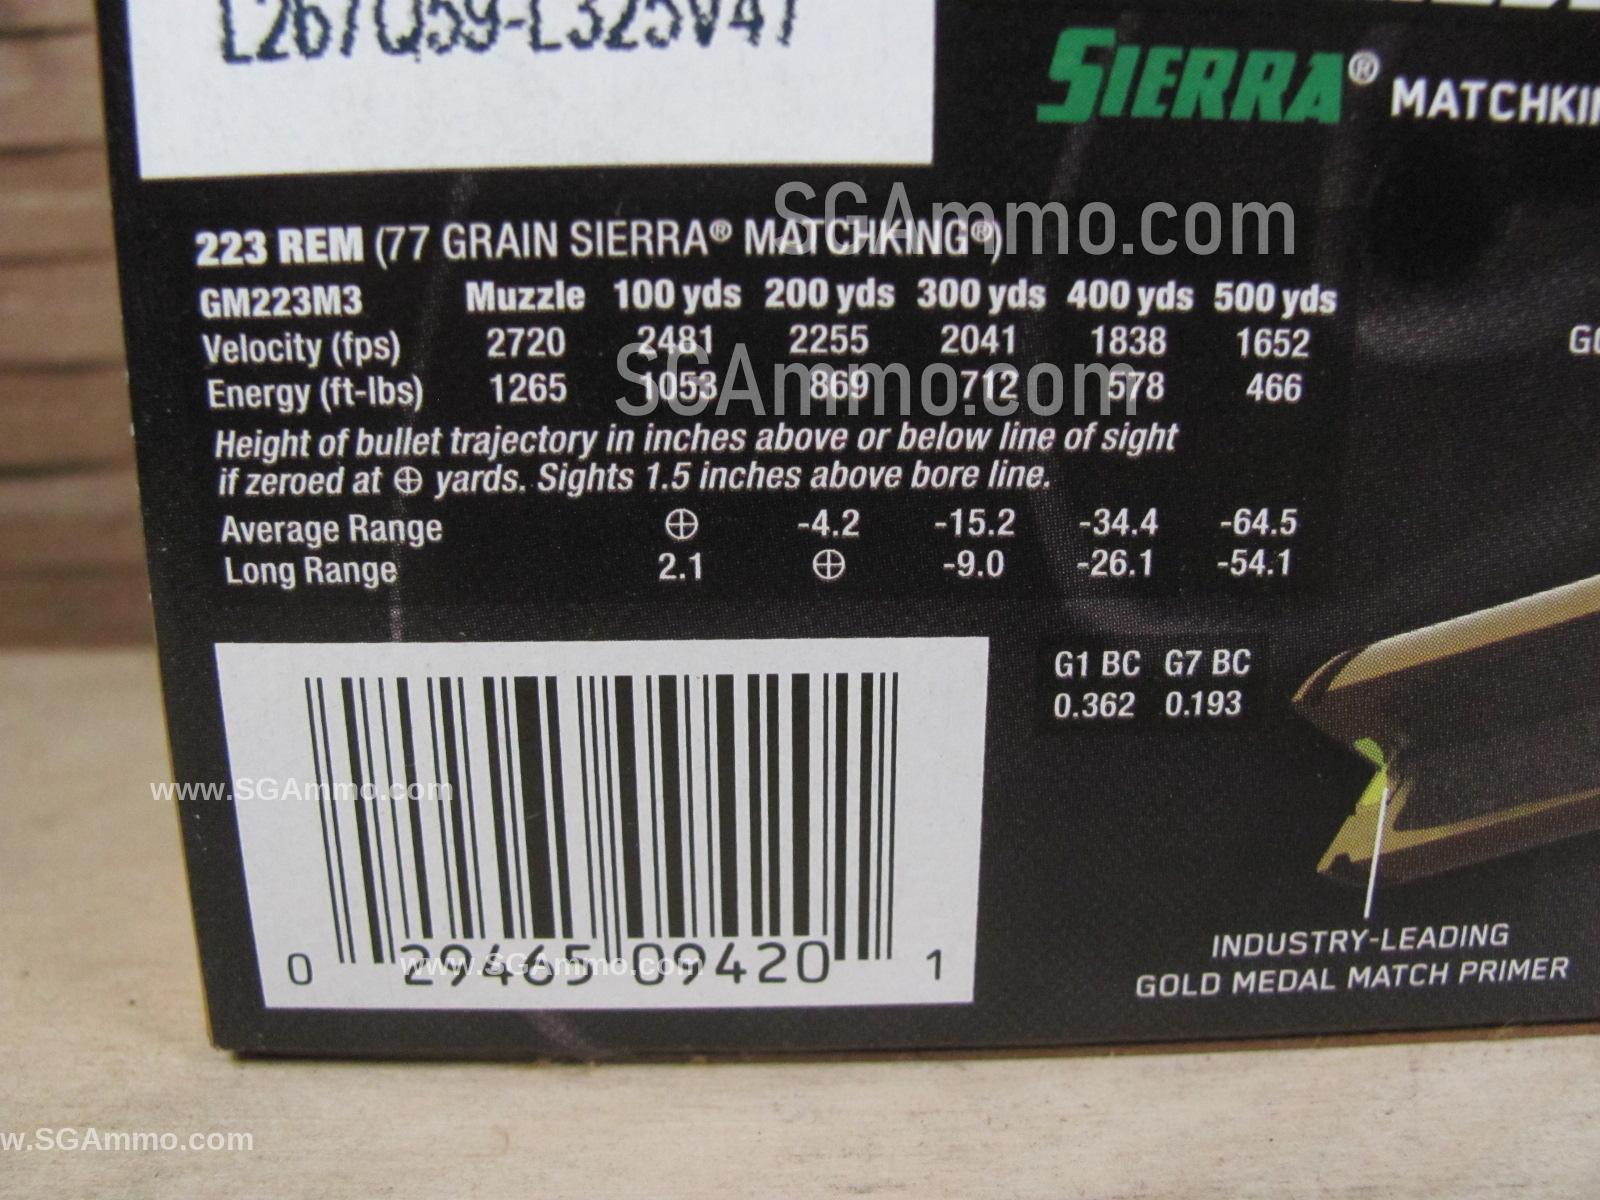 L267Q59-L325V47
SIERRA® MATCHKIN
SGAmmo.com
223 REM (77 GRAIN SIERRA® MATCHKING®)
GM223M3 Muzzle 100 yds 200 yds 300 yds 400 yds 500 yds
Velocity (fps) 2720 2481 2255 2041 1838 1652
SGAmmo.com
Energy (ft-lbs) 1265 1053 869 712 578 466
Height of bullet trajectory in inches above or below line of sight
if zeroed at ⊕ yards. Sights 1.5 inches above bore line.
Average Range ⊕ -4.2 -15.2 -34.4 -64.5
Long Range 2.1 ⊕ -9.0 -26.1 -54.1
G1 BC G7 BC
0.362 0.193
www.SGAmmo.com
0 29465 09420 1
www.SGAmmo.com
INDUSTRY-LEADING
GOLD MEDAL MATCH PRIMER
w.SGAmmo.com